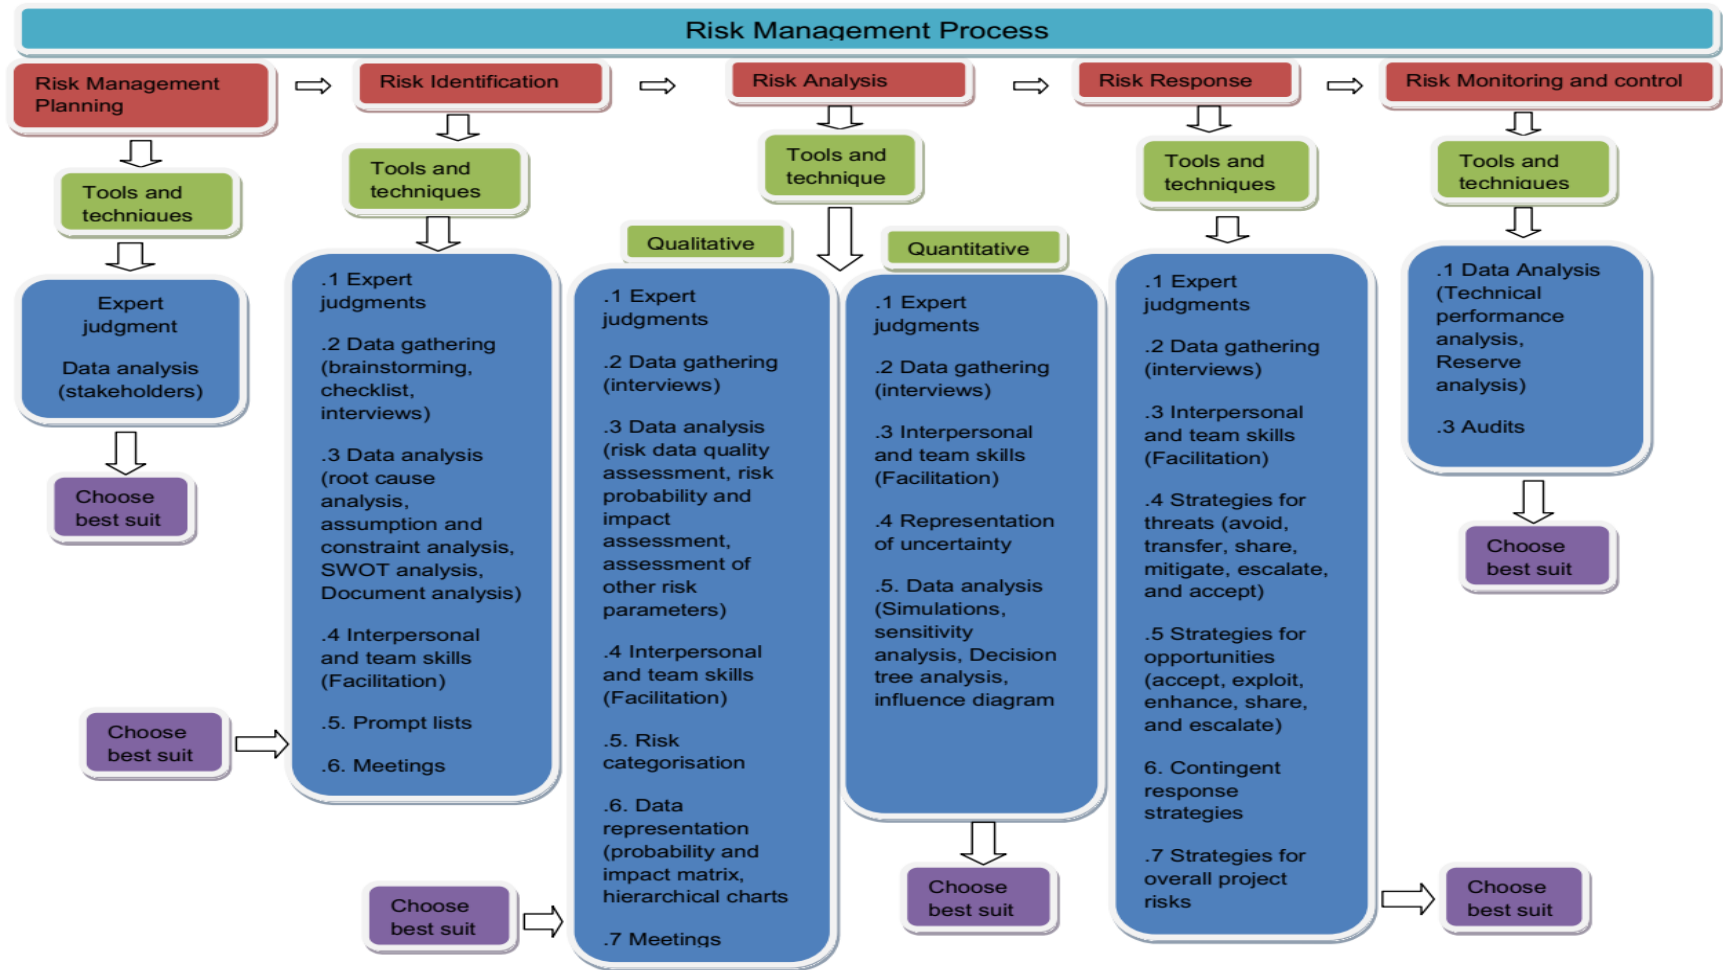 Risk Management Process
Risk Management
Planning
Risk Identification
Risk Analysis
Risk Response
Risk Monitoring and control
Tools and
techniques
Tools and
techniques
Tools and
technique
Tools and
techniques
Tools and
techniques
Qualitative
Quantitative
Expert
judgment
Data analysis
(stakeholders)
Choose
best suit
.1 Expert
judgments
.2 Data gathering
(brainstorming,
checklist,
interviews)
.3 Data analysis
(root cause
analysis,
assumption and
constraint analysis,
SWOT analysis,
Document analysis)
.4 Interpersonal
and team skills
(Facilitation)
.5. Prompt lists
.6. Meetings
Choose
best suit
.1 Expert
judgments
.2 Data gathering
(interviews)
.3 Data analysis
(risk data quality
assessment, risk
probability and
impact
assessment,
assessment of
other risk
parameters)
.4 Interpersonal
and team skills
(Facilitation)
.5. Risk
categorisation
.6. Data
representation
(probability and
impact matrix,
hierarchical charts
.7 Meetings
Choose
best suit
.1 Expert
judgments
.2 Data gathering
(interviews)
.3 Interpersonal
and team skills
(Facilitation)
.4 Representation
of uncertainty
.5. Data analysis
(Simulations,
sensitivity
analysis, Decision
tree analysis,
influence diagram
Choose
best suit
.1 Expert
judgments
.2 Data gathering
(interviews)
.3 Interpersonal
and team skills
(Facilitation)
.4 Strategies for
threats (avoid,
transfer, share,
mitigate, escalate,
and accept)
.5 Strategies for
opportunities
(accept, exploit,
enhance, share,
and escalate)
6. Contingent
response
strategies
.7 Strategies for
overall project
risks
Choose
best suit
.1 Data Analysis
(Technical
performance
analysis,
Reserve
analysis)
.3 Audits
Choose
best suit